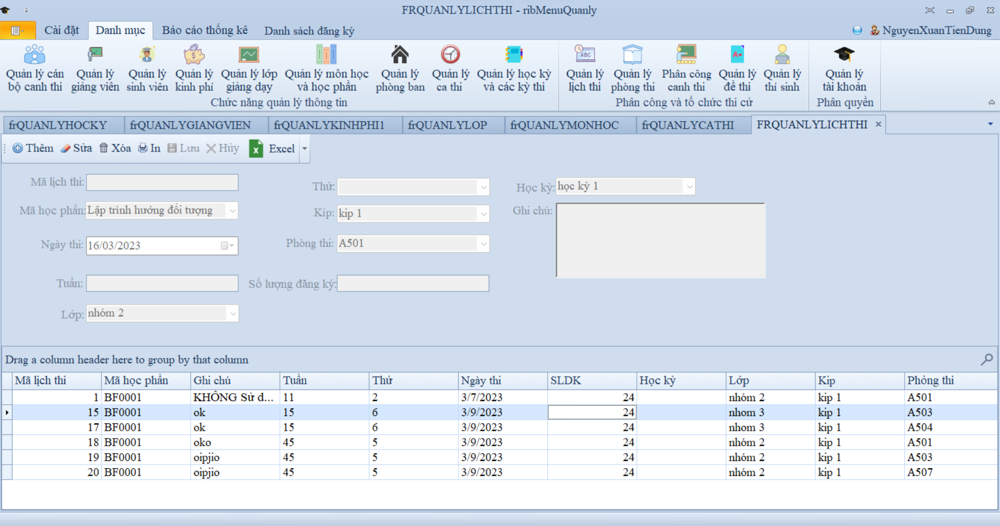 FRQUANLYLICHTHI - ribMenuQuanly
Cài đặt Danh mục Báo cáo thống kê Danh sách đăng ký NguyenXuanTienDung
Quản lý cán bộ canh thi
Quản lý giảng viên
Quản lý sinh viên
Quản lý kinh phí
Quản lý lớp giảng dạy
Quản lý môn học và học phần
Quản lý phòng ban
Quản lý ca thi
Quản lý học kỳ và các kỳ thi
Quản lý lịch thi
Quản lý phòng thi
Phân công canh thi
Quản lý đề thi
Quản lý thí sinh
Quản lý tài khoản
Chức năng quản lý thông tin Phân công và tổ chức thi cử Phân quyền
frQUANLYHOCKY frQUANLYGIANGVIEN frQUANLYKINHPHI1 frQUANLYLOP frQUANLYMONHOC frQUANLYCATHI FRQUANLYLICHTHI
Thêm Sửa Xóa In Lưu Hủy Excel
Mã lịch thi: Thứ: Học kỳ: học kỳ 1
Mã học phần: Lập trình hướng đối tượng Kíp: kip 1 Ghi chú:
Ngày thi: 16/03/2023 Phòng thi: A501
Tuần: Số lượng đăng ký:
Lớp: nhóm 2
Drag a column header here to group by that column
Mã lịch thi Mã học phần Ghi chú Tuần Thứ Ngày thi SLDK Học kỳ Lớp Kip Phòng thi
1 BF0001 KHÔNG Sử d... 11 2 3/7/2023 24 nhóm 2 kip 1 A501
15 BF0001 ok 15 6 3/9/2023 24 nhom 3 kip 1 A503
17 BF0001 ok 15 6 3/9/2023 24 nhom 3 kip 1 A504
18 BF0001 oko 45 5 3/9/2023 24 nhóm 2 kip 1 A501
19 BF0001 oipjio 45 5 3/9/2023 24 nhóm 2 kip 1 A503
20 BF0001 oipjio 45 5 3/9/2023 24 nhóm 2 kip 1 A507